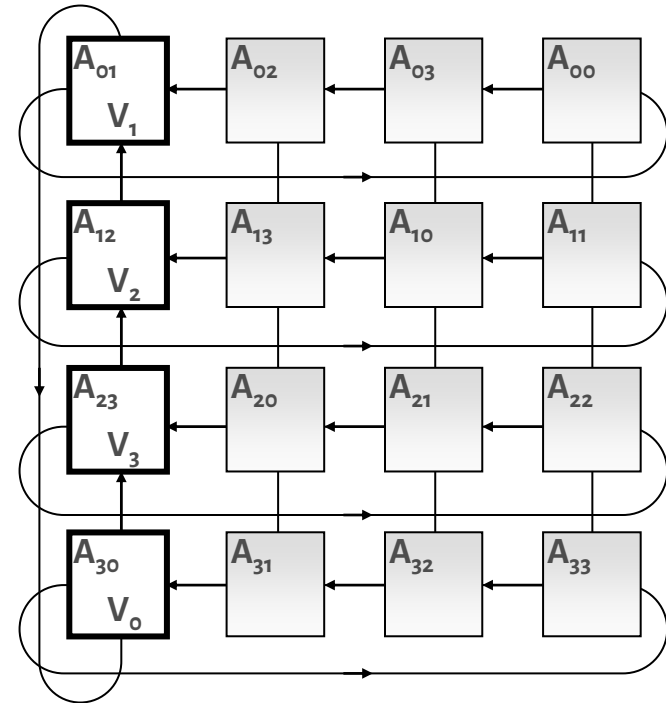 A₀₁ A₀₂ A₀₃ A₀₀
V₁
A₁₂ A₁₃ A₁₀ A₁₁
V₂
A₂₃ A₂₀ A₂₁ A₂₂
V₃
A₃₀ A₃₁ A₃₂ A₃₃
V₀